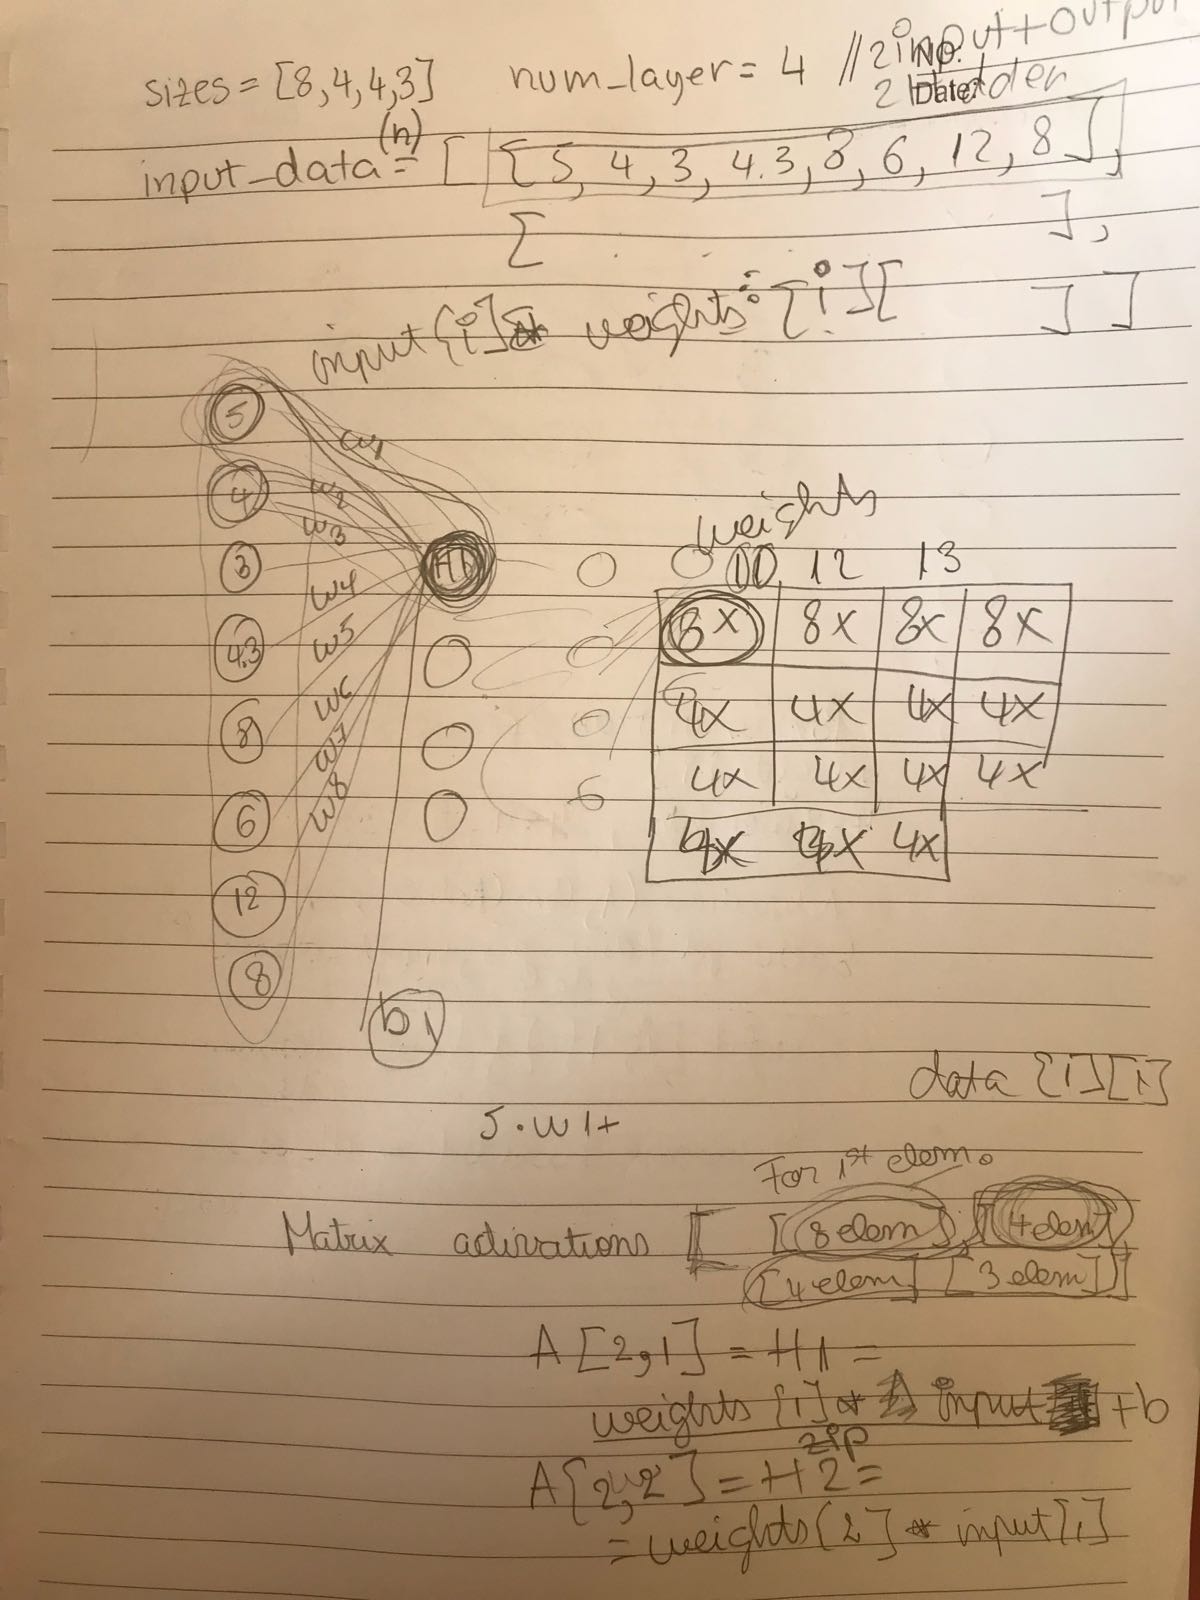 sizes = [8,4,4,3] num_layer = 4 // 2 input + output
No.
2 hidden
Date:
(n)
input_data = [ [ 5, 4, 3, 4.3, 8, 6, 12, 8 ],
[ ],
input [i] weights : [i][ ] ]
5
w1
4
w2
w3
weights
3
H1
12 13
w4
8x 8x 8x 8x
4.3
w5
4x 4x 4x 4x
8
w6
w7
4x 4x 4x 4x
6
w8
4x 4x 4x
12
8
b1
data [i][i]
5 . w1+
For 1st elem.
Matrix activations [ [8 elem], [4 elem]
[4 elem] [3 elem]]
A [2,1] = H1 =
weights [1] * input + b
zip
A[2,2] = H2 =
= weights[2] * input[i]